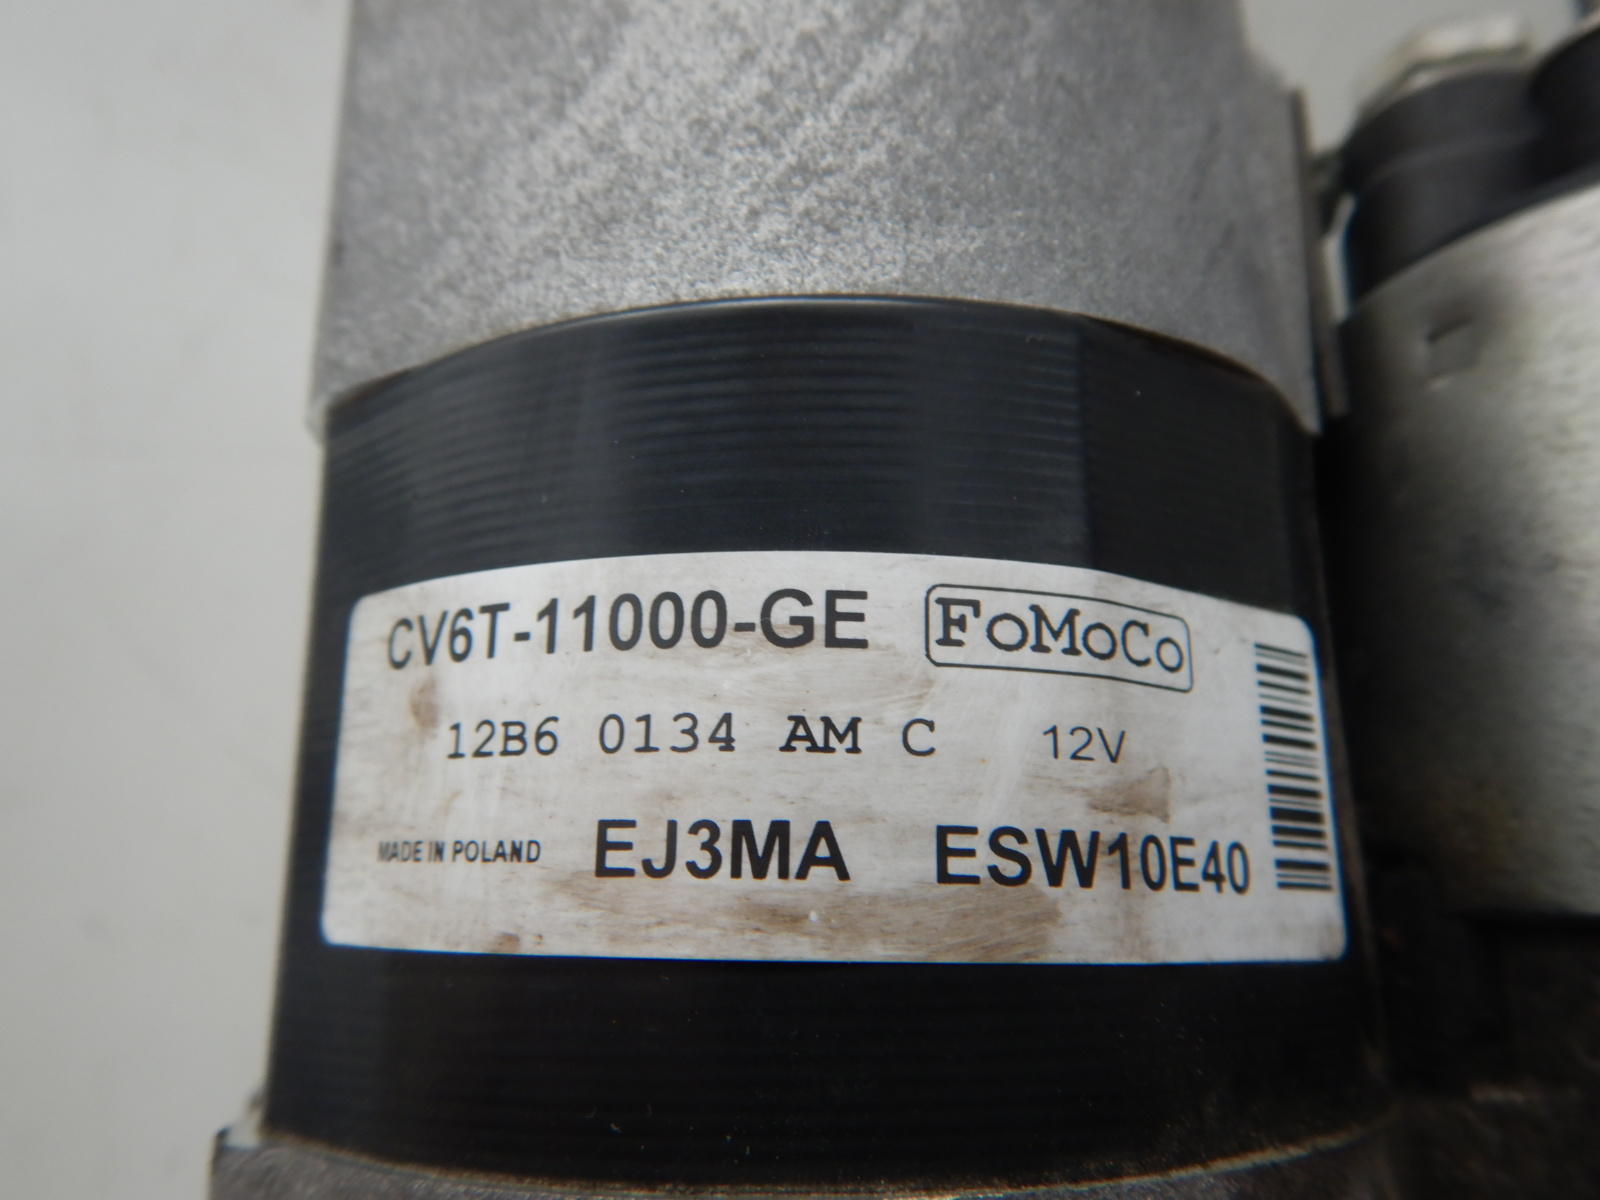 CV6T-11000-GE FoMoCo
12B6 0134 AM C 12V
MADE IN POLAND EJ3MA ESW10E40